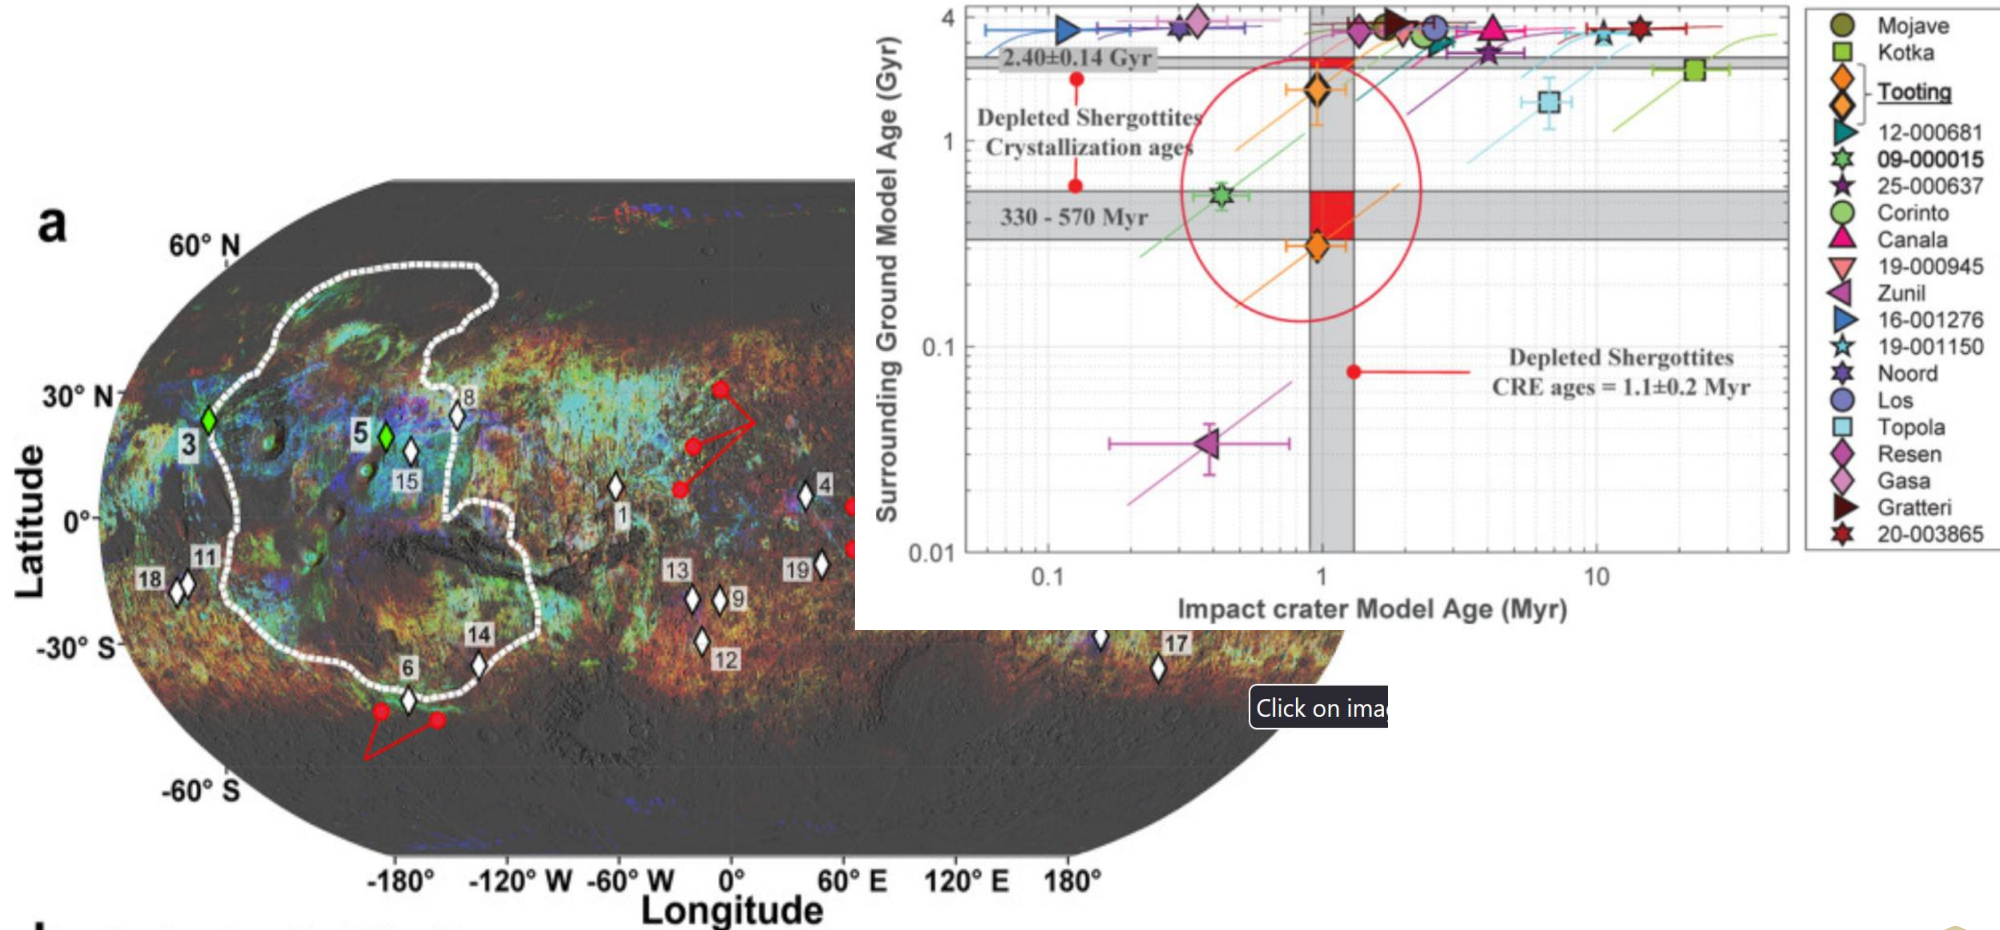 a
60° N
30° N
0°
-30° S
-60° S
Latitude
3
5
8
15
1
4
11
18
13
9
19
12
14
6
17
-180°
-120° W
-60° W
0°
60° E
120° E
180°
Longitude
4
1
0.1
0.01
Surrounding Ground Model Age (Gyr)
2.40±0.14 Gyr
Depleted Shergottites
Crystallization ages
330 - 570 Myr
Depleted Shergottites
CRE ages = 1.1±0.2 Myr
0.1
1
10
Impact crater Model Age (Myr)
Mojave
Kotka
Tooting
12-000681
09-000015
25-000637
Corinto
Canala
19-000945
Zunil
16-001276
19-001150
Noord
Los
Topola
Resen
Gasa
Gratteri
20-003865
Click on imag